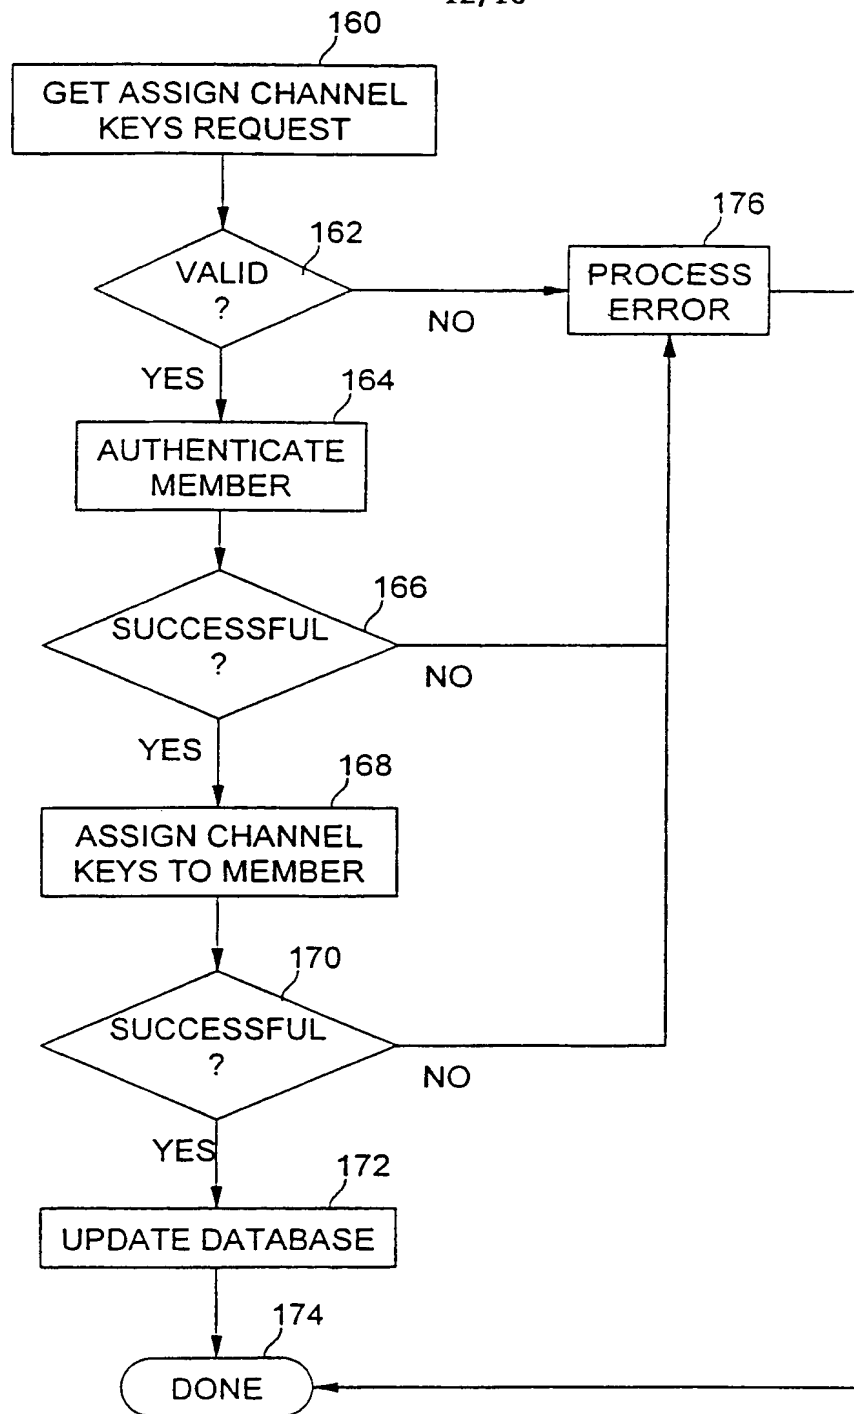 160
GET ASSIGN CHANNEL
KEYS REQUEST
162
VALID
?
NO
176
PROCESS
ERROR
YES
164
AUTHENTICATE
MEMBER
166
SUCCESSFUL
?
NO
YES
168
ASSIGN CHANNEL
KEYS TO MEMBER
170
SUCCESSFUL
?
NO
YES
172
UPDATE DATABASE
174
DONE